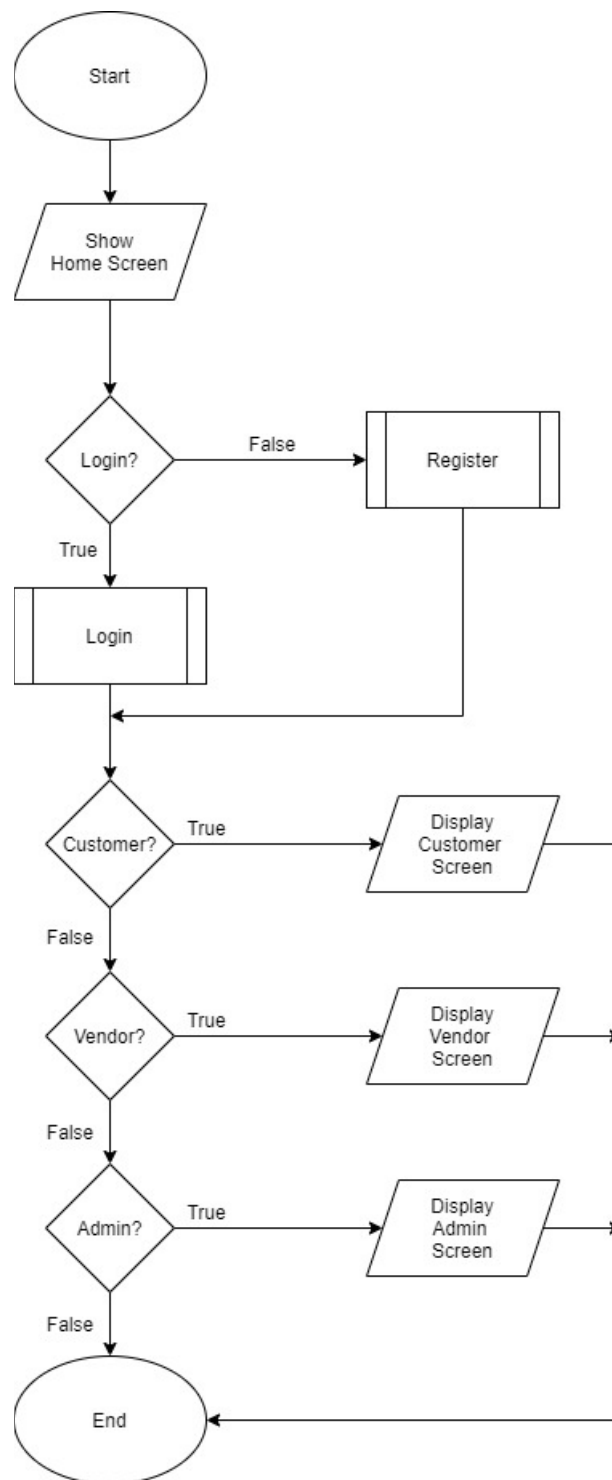 Start
Show
Home Screen
Login?
False
Register
True
Login
Customer?
True
Display
Customer
Screen
False
Vendor?
True
Display
Vendor
Screen
False
Admin?
True
Display
Admin
Screen
False
End